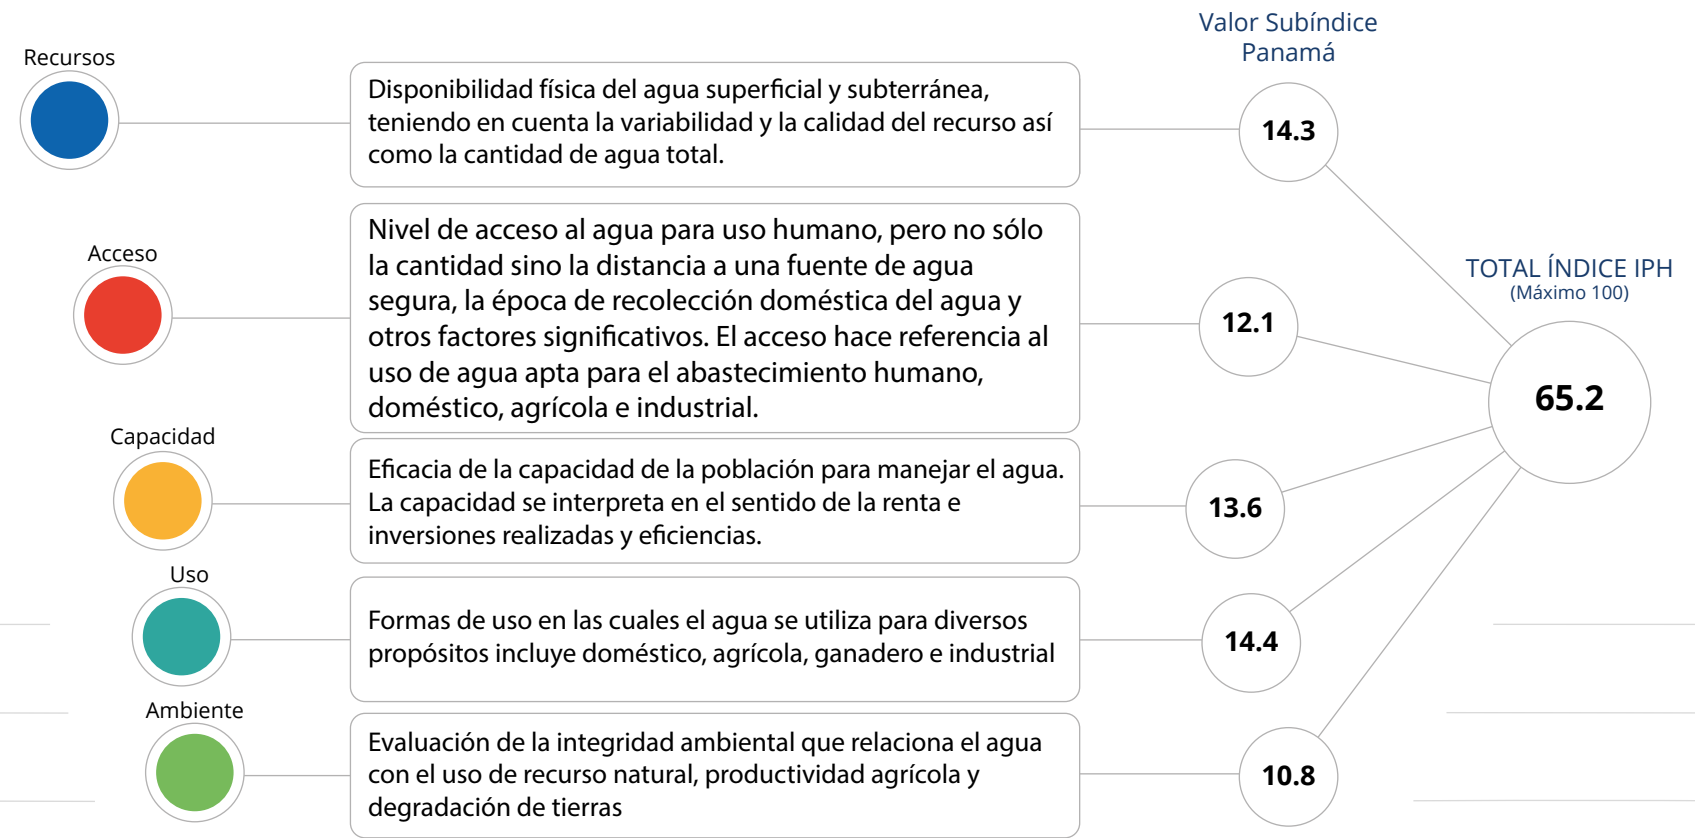 Valor Subíndice
Panamá
Recursos
Disponibilidad física del agua superficial y subterránea,
teniendo en cuenta la variabilidad y la calidad del recurso así
como la cantidad de agua total.
14.3
Acceso
Nivel de acceso al agua para uso humano, pero no sólo
la cantidad sino la distancia a una fuente de agua
segura, la época de recolección doméstica del agua y
otros factores significativos. El acceso hace referencia al
uso de agua apta para el abastecimiento humano,
doméstico, agrícola e industrial.
12.1
TOTAL ÍNDICE IPH
(Máximo 100)
65.2
Capacidad
Eficacia de la capacidad de la población para manejar el agua.
La capacidad se interpreta en el sentido de la renta e
inversiones realizadas y eficiencias.
13.6
Uso
Formas de uso en las cuales el agua se utiliza para diversos
propósitos incluye doméstico, agrícola, ganadero e industrial
14.4
Ambiente
Evaluación de la integridad ambiental que relaciona el agua
con el uso de recurso natural, productividad agrícola y
degradación de tierras
10.8